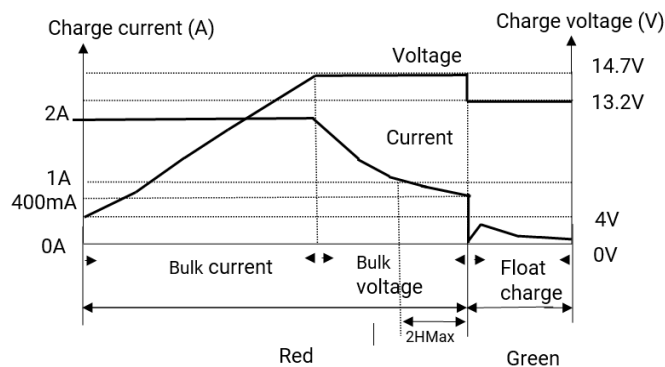 Charge current (A)
Charge voltage (V)
Voltage
14.7V
13.2V
2A
Current
1A
400mA
4V
0A
0V
Bulk current
Bulk
voltage
Float
charge
2HMax
Red
Green